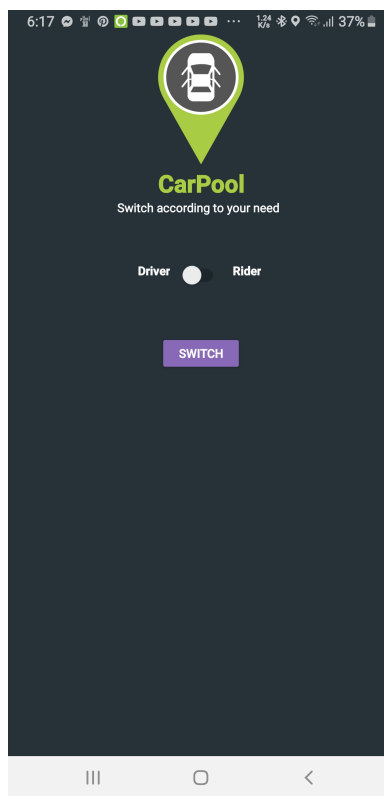 6:17 ... 1.24 K/s 37%
CarPool
Switch according to your need
Driver Rider
SWITCH